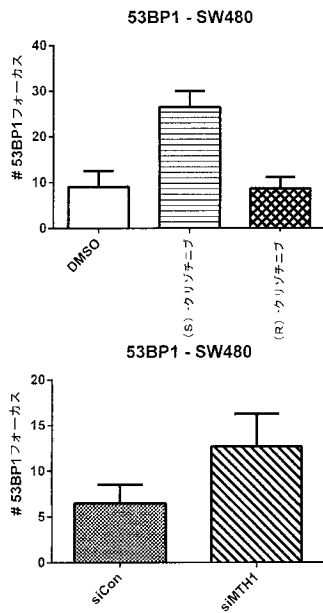 53BP1 - SW480
# 53BP1フォーカス
40
30
20
10
0
DMSO
(S)-クリゾチニブ
(R)-クリゾチニブ
53BP1 - SW480
# 53BP1フォーカス
20
15
10
5
0
siCon
siMTH1